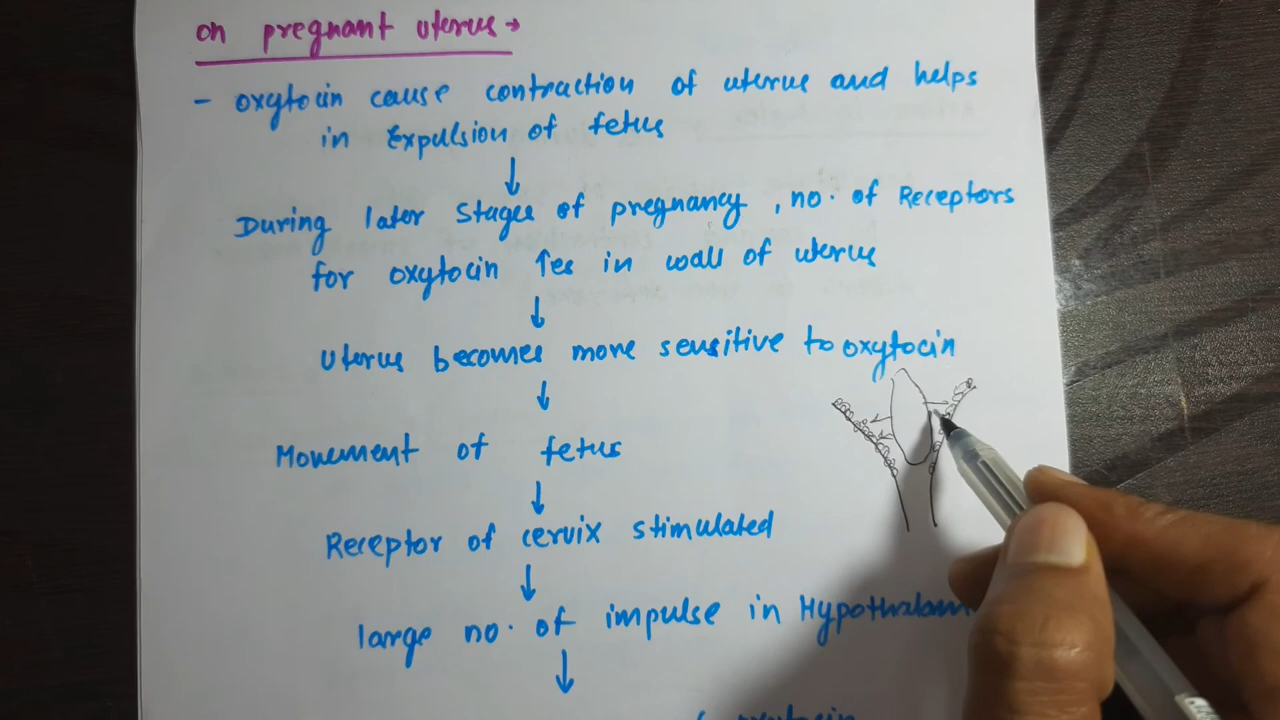 on pregnant uterus →
- oxytocin cause contraction of uterus and helps
in Expulsion of fetus
↓
During later stages of pregnancy, no. of Receptors
for oxytocin ↑es in wall of uterus
↓
Uterus becomes more sensitive to oxytocin
↓
Movement of fetus
↓
Receptor of cervix stimulated
↓
large no. of impulse in
↓
oxytocin